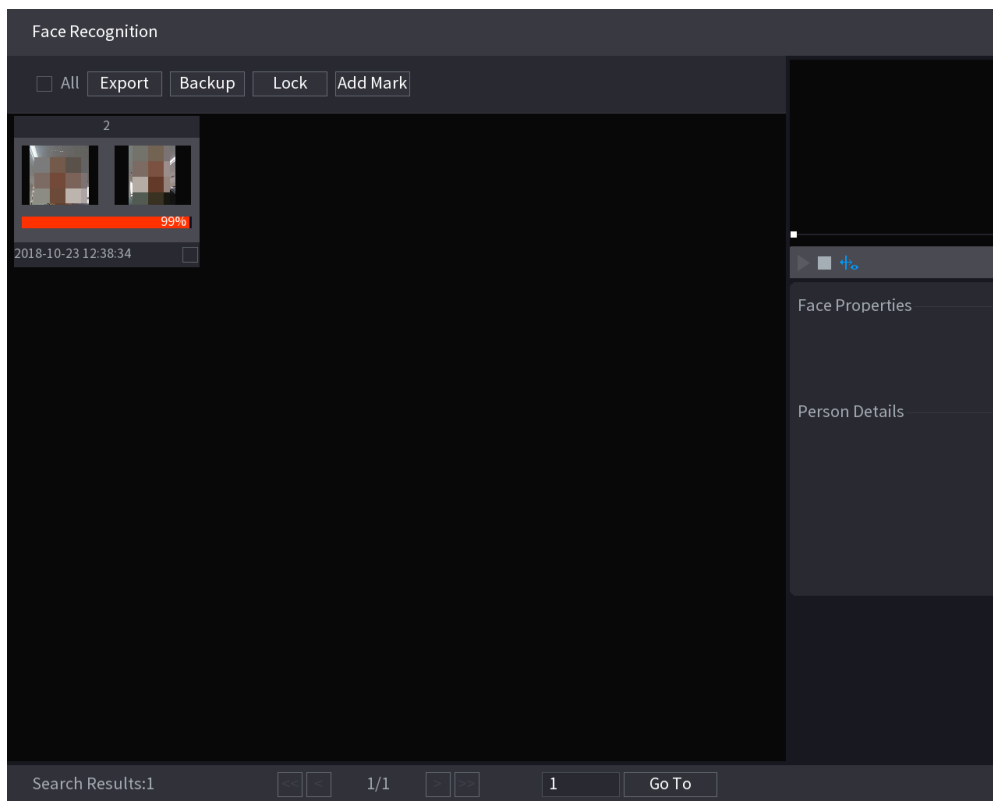 Face Recognition
All Export Backup Lock Add Mark
2
99%
2018-10-23 12:38:34
Face Properties
Person Details
Search Results:1 << < 1/1 > >> 1 Go To